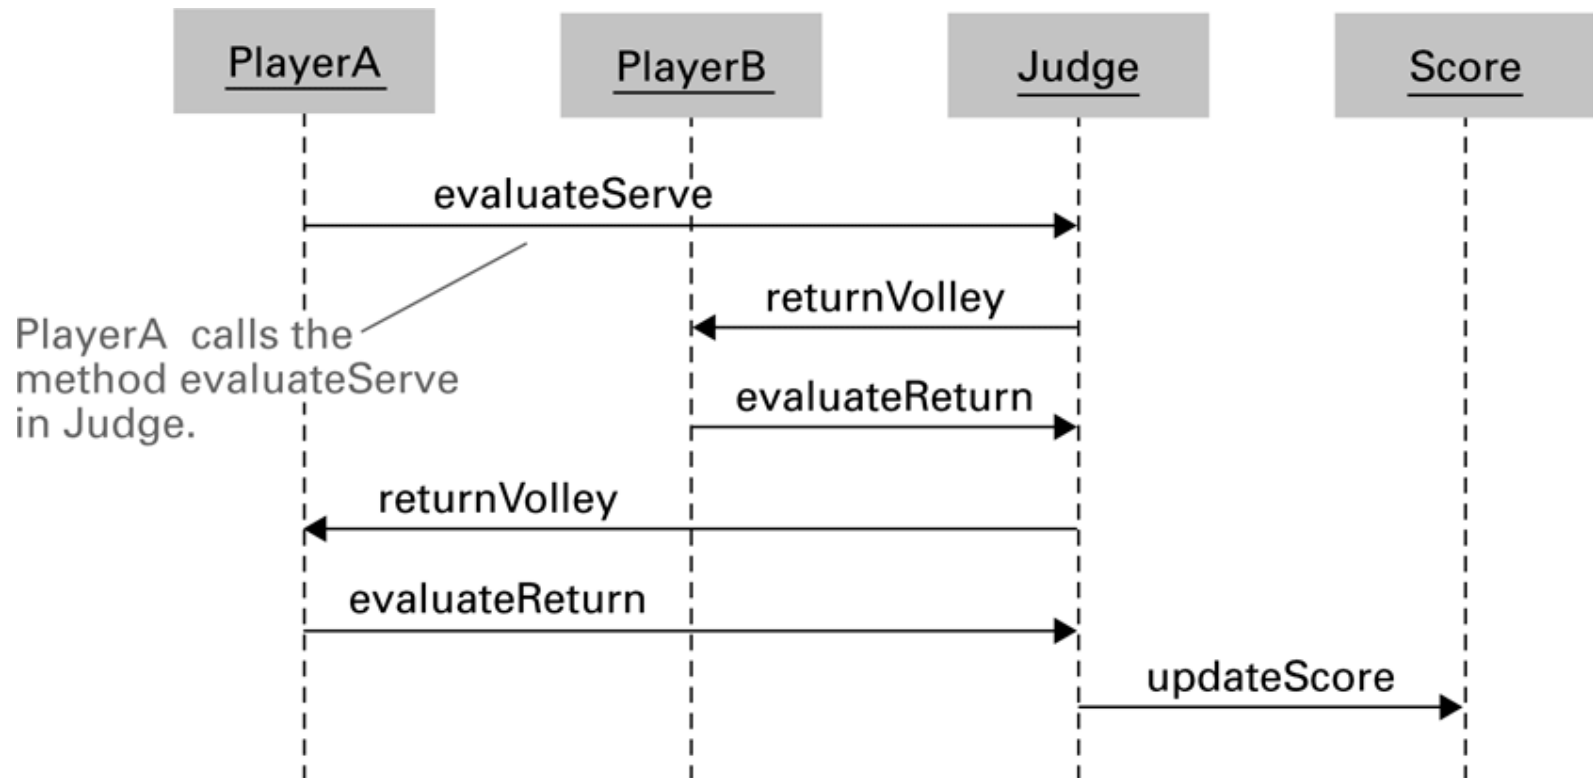 PlayerA
PlayerB
Judge
Score
evaluateServe
returnVolley
PlayerA calls the
method evaluateServe
in Judge.
evaluateReturn
returnVolley
evaluateReturn
updateScore